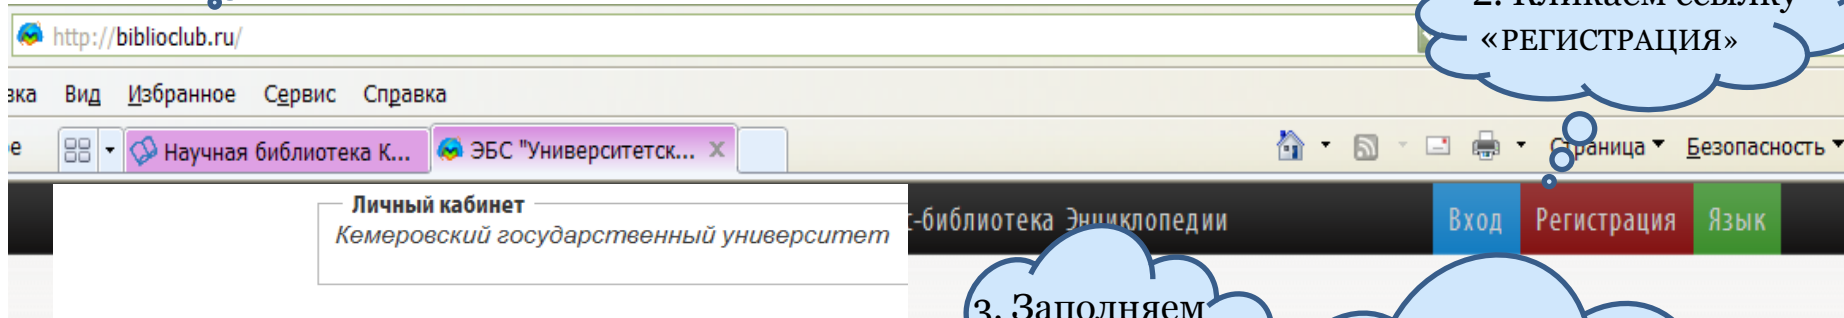 2. Кликаем ссылку
«РЕГИСТРАЦИЯ»
http://biblioclub.ru/
вка Вид Избранное Сервис Справка
е Научная библиотека К... ЭБС "Университетск... X Страница Безопасность
Личный кабинет
Кемеровский государственный университет
-библиотека Энциклопедии Вход Регистрация Язык
3. Заполняем